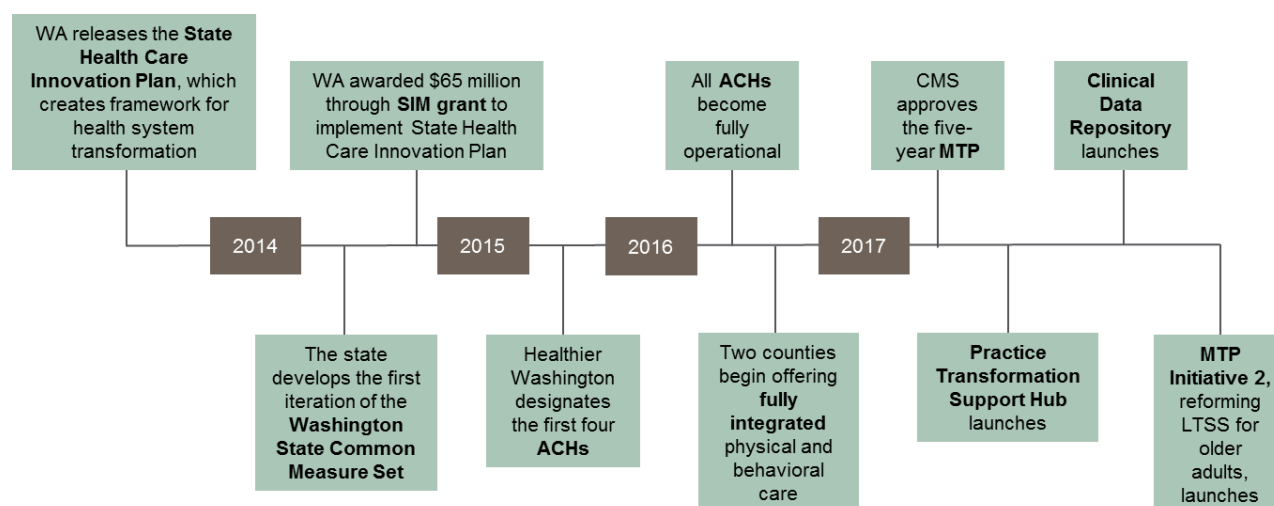 WA releases the State
Health Care
Innovation Plan, which
creates framework for
health system
transformation
WA awarded $65 million
through SIM grant to
implement State Health
Care Innovation Plan
All ACHs
become
fully
operational
CMS
approves
the five-
year MTP
Clinical
Data
Repository
launches
2014
2015
2016
2017
The state
develops the first
iteration of the
Washington
State Common
Measure Set
Healthier
Washington
designates
the first four
ACHs
Two counties
begin offering
fully
integrated
physical and
behavioral
care
Practice
Transformation
Support Hub
launches
MTP
Initiative 2,
reforming
LTSS for
older
adults,
launches